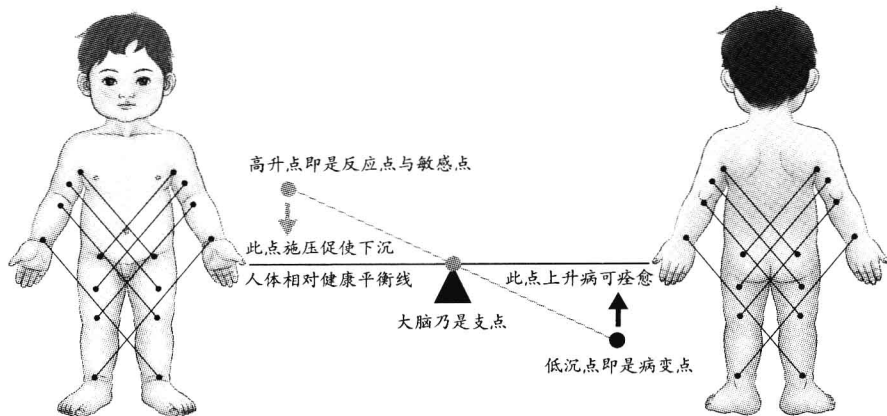 高升点即是反应点与敏感点
此点施压促使下沉
人体相对健康平衡线
此点上升病可痊愈
大脑乃是支点
低沉点即是病变点